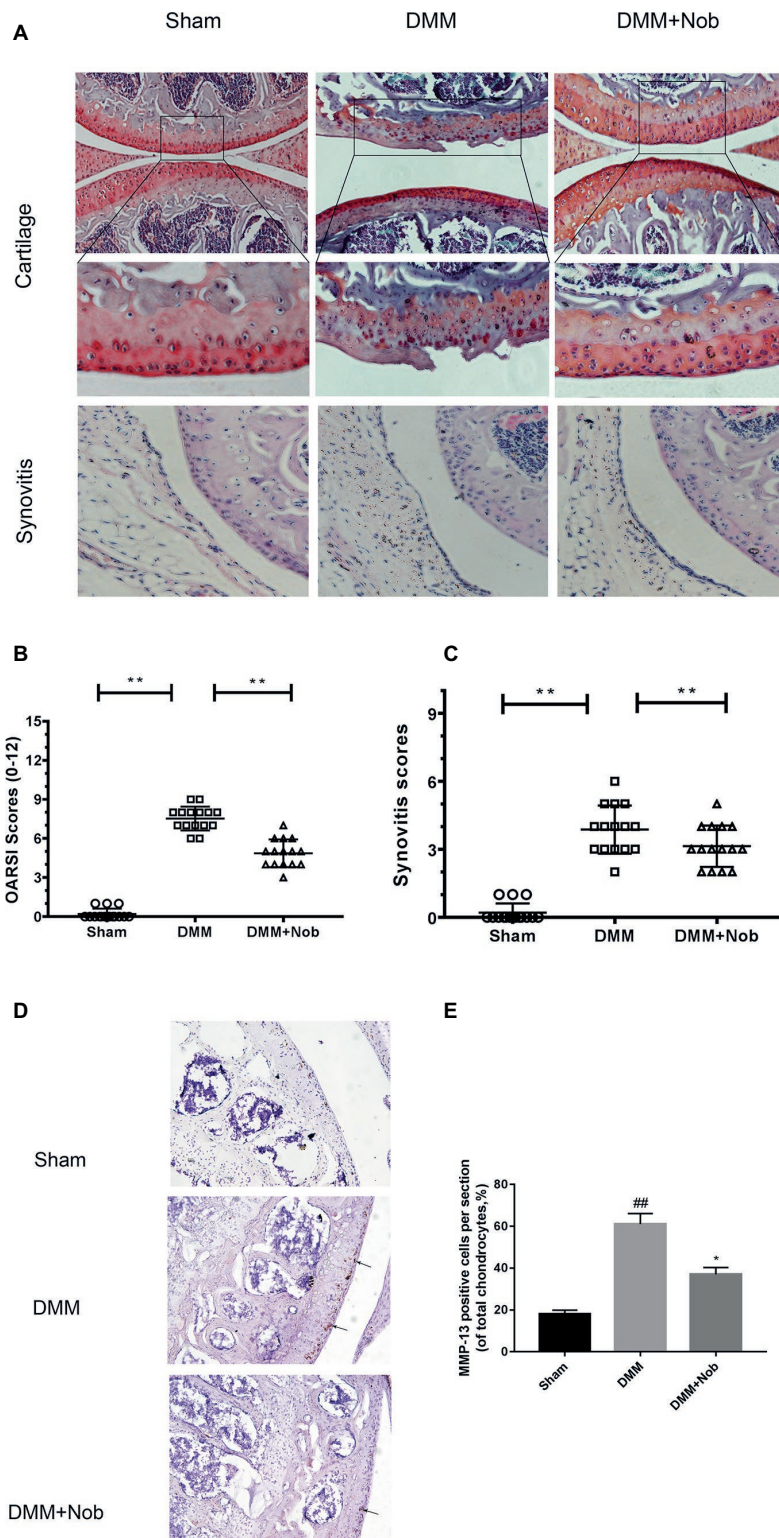 A
Sham DMM DMM+Nob
Cartilage
Synovitis
B
** **
OARSI Scores (0-12)
15
12
9
6
3
0
Sham DMM DMM+Nob
C
** **
Synovitis scores
9
6
3
0
Sham DMM DMM+Nob
D
Sham
DMM
DMM+Nob
E
MMP-13 positive cells per section
(of total chondrocytes,%)
80
60
40
20
0
##
*
Sham DMM DMM+Nob